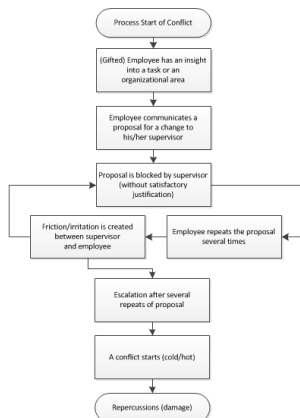 Process Start of Conflict
(Gifted) Employee has an insight
into a task or an
organizational area
Employee communicates a
proposal for a change to
his/her supervisor
Proposal is blocked by supervisor
(without satisfactory
justification)
Friction/irritation is created
between supervisor
and employee
Employee repeats the proposal
several times
Escalation after several
repeats of proposal
A conflict starts (cold/hot)
Repercussions (damage)